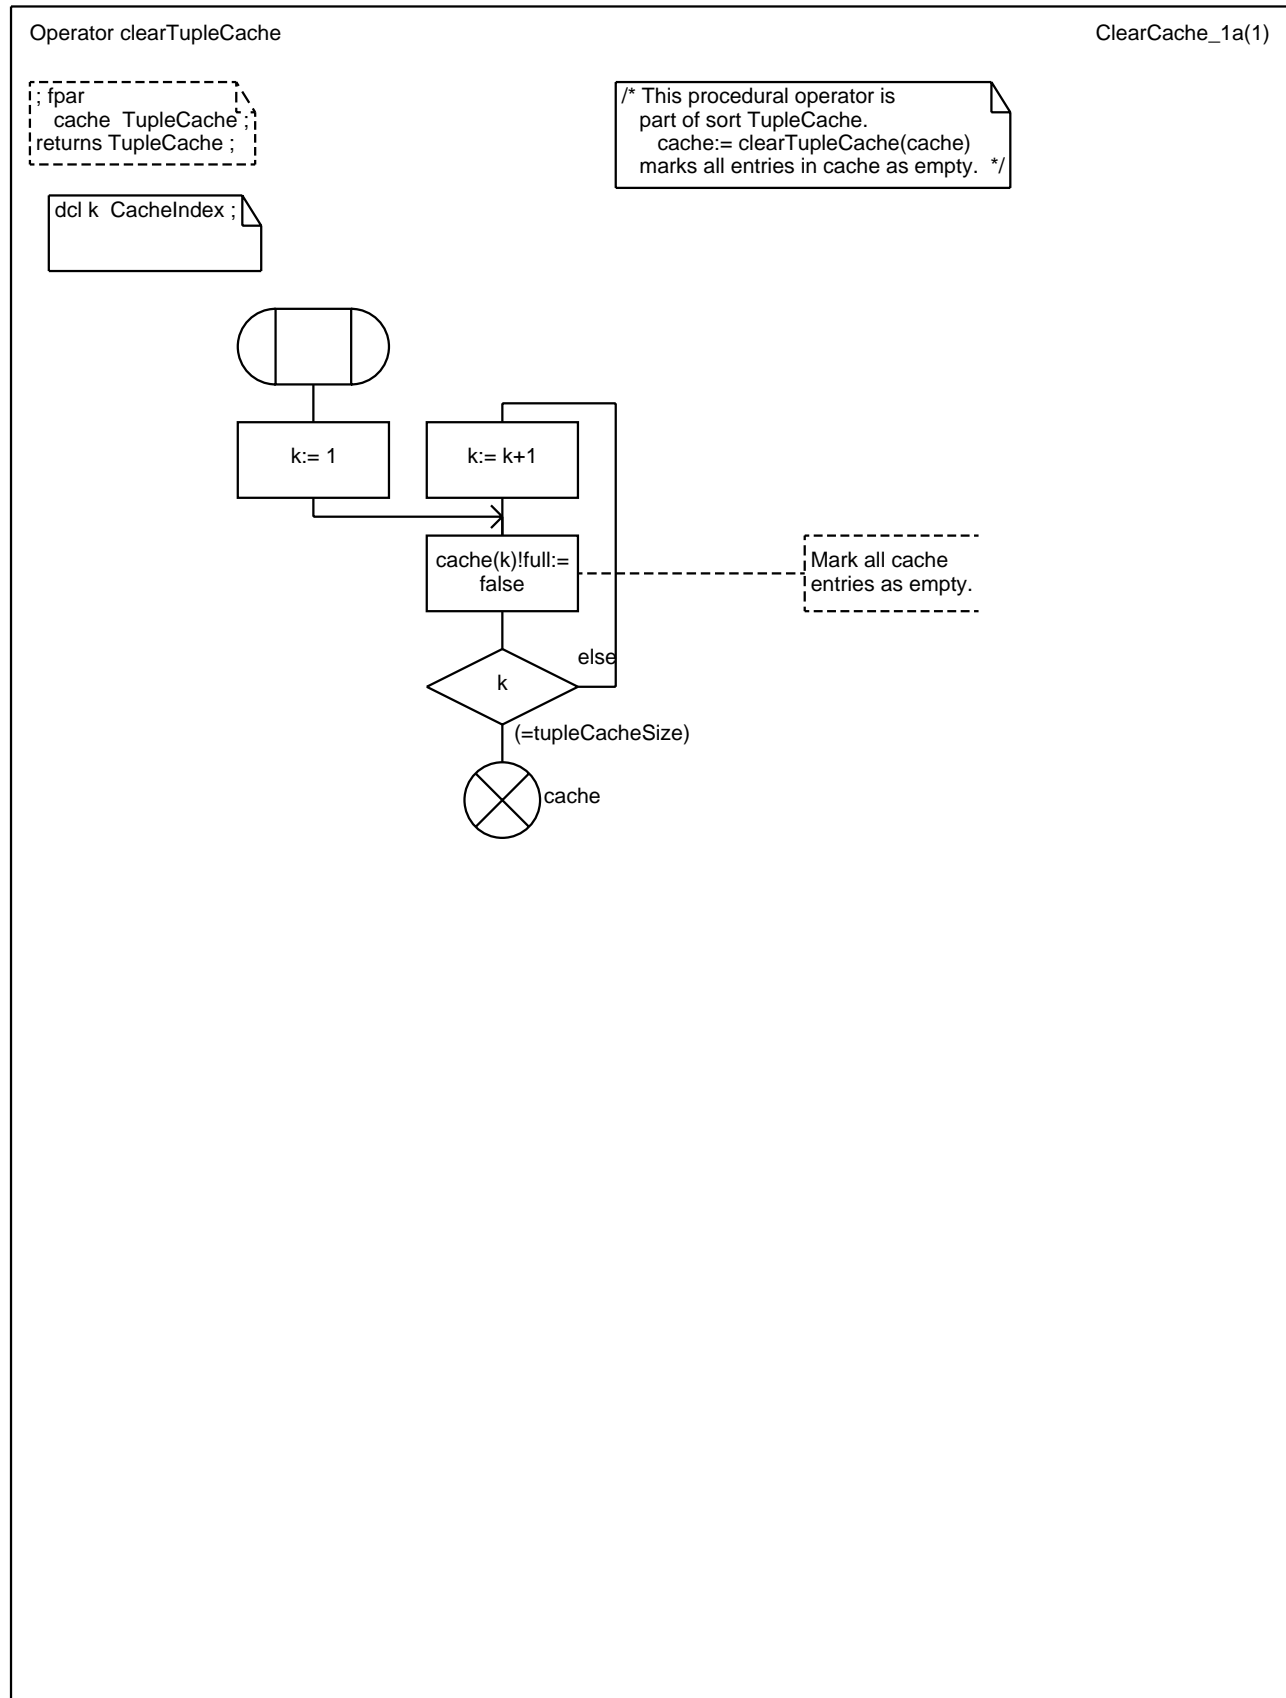 Operator clearTupleCache
ClearCache_1a(1)
; fpar
cache  TupleCache ;
returns TupleCache ;
/* This procedural operator is
part of sort TupleCache.
cache:= clearTupleCache(cache)
marks all entries in cache as empty.  */
dcl k  CacheIndex ;
k:= 1
k:= k+1
cache(k)!full:=
false
Mark all cache
entries as empty.
else
k
(=tupleCacheSize)
cache